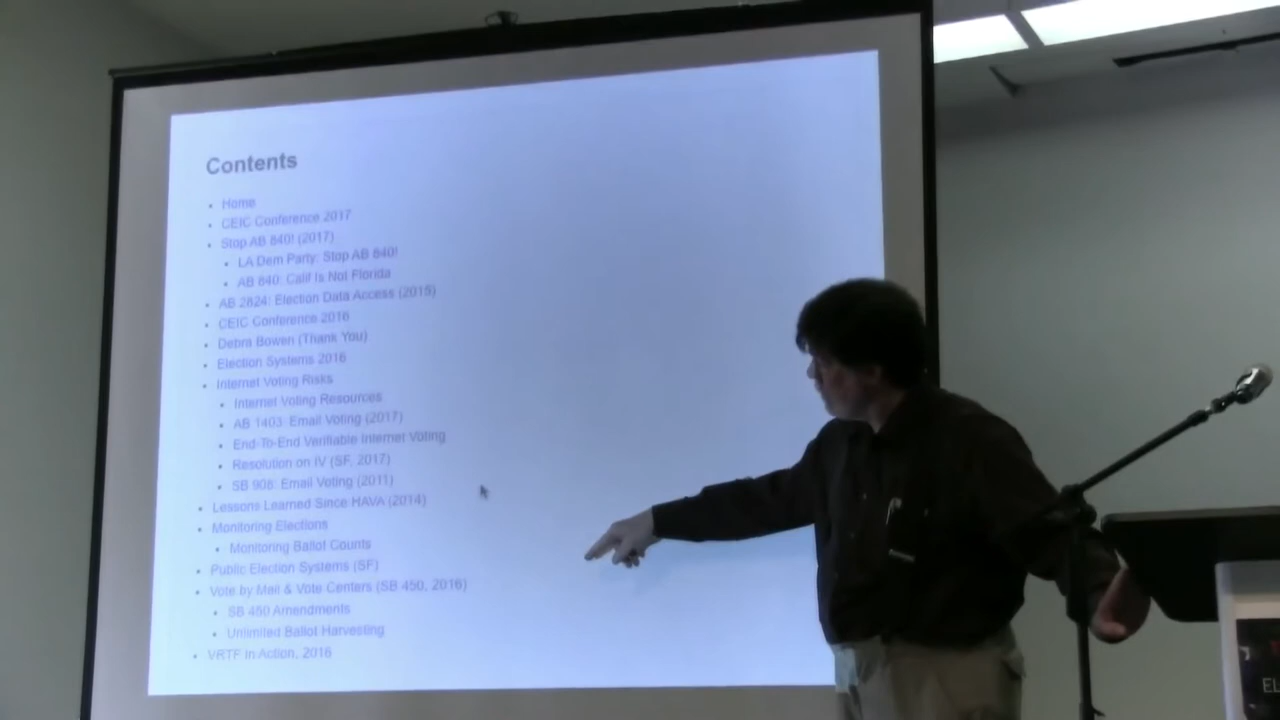 Contents
Home
CEIC Conference 2017
Stop AB 840! (2017)
LA Dem Party: Stop AB 840!
AB 840: Calif Is Not Florida
AB 2824: Election Data Access (2015)
CEIC Conference 2016
Debra Bowen (Thank You)
Election Systems 2016
Internet Voting Risks
Internet Voting Resources
AB 1403: Email Voting (2017)
End-To-End Verifiable Internet Voting
Resolution on IV (SF, 2017)
SB 908: Email Voting (2011)
Lessons Learned Since HAVA (2014)
Monitoring Elections
Monitoring Ballot Counts
Public Election Systems (SF)
Vote by Mail & Vote Centers (SB 450, 2016)
SB 450 Amendments
Unlimited Ballot Harvesting
VRTF in Action, 2016
EL